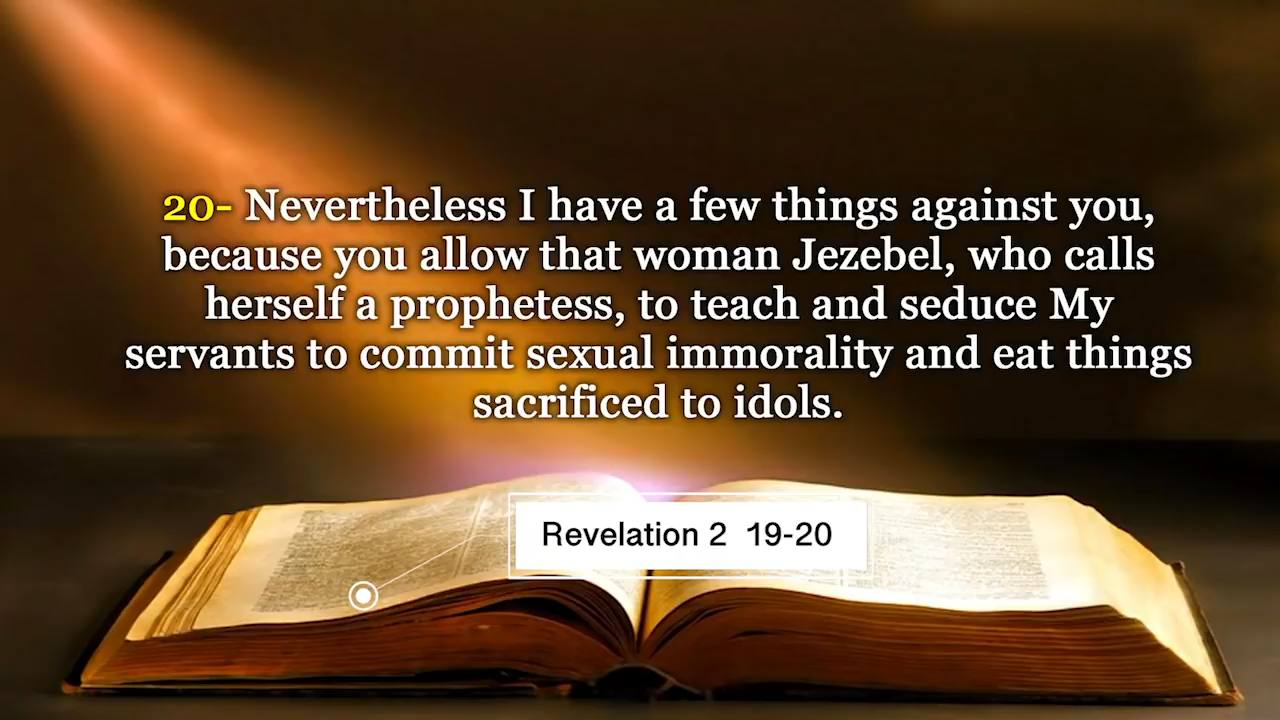 20- Nevertheless I have a few things against you,
because you allow that woman Jezebel, who calls
herself a prophetess, to teach and seduce My
servants to commit sexual immorality and eat things
sacrificed to idols.
Revelation 2 19-20